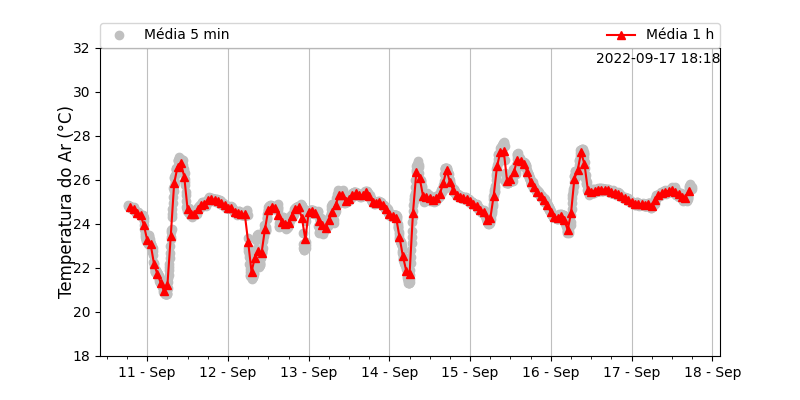 Média 5 min
Média 1 h
2022-09-17 18:18
Temperatura do Ar (°C)
32
30
28
26
24
22
20
18
11 - Sep
12 - Sep
13 - Sep
14 - Sep
15 - Sep
16 - Sep
17 - Sep
18 - Sep